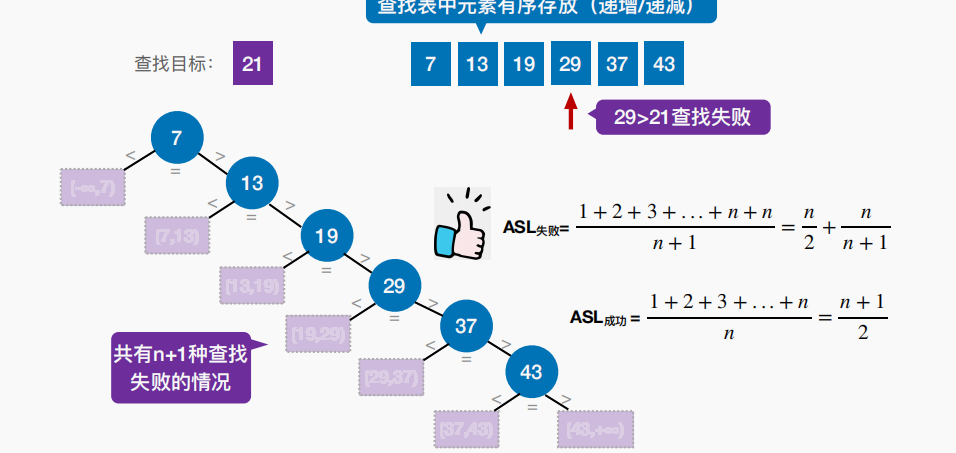 查找表中元素有序存放（递增/递减）
查找目标： 21
7 13 19 29 37 43
29>21查找失败
7
< = >
(-∞,7)
13
< = >
(7,13)
19
< = >
(13,19)
29
< = >
(19,29)
37
< = >
(29,37)
43
< = >
(37,43) (43,+∞)
共有n+1种查找
失败的情况
ASL失败= (1 + 2 + 3 + … + n + n)/(n + 1) = n/2 + n/(n + 1)
ASL成功 = (1 + 2 + 3 + … + n)/n = (n + 1)/2